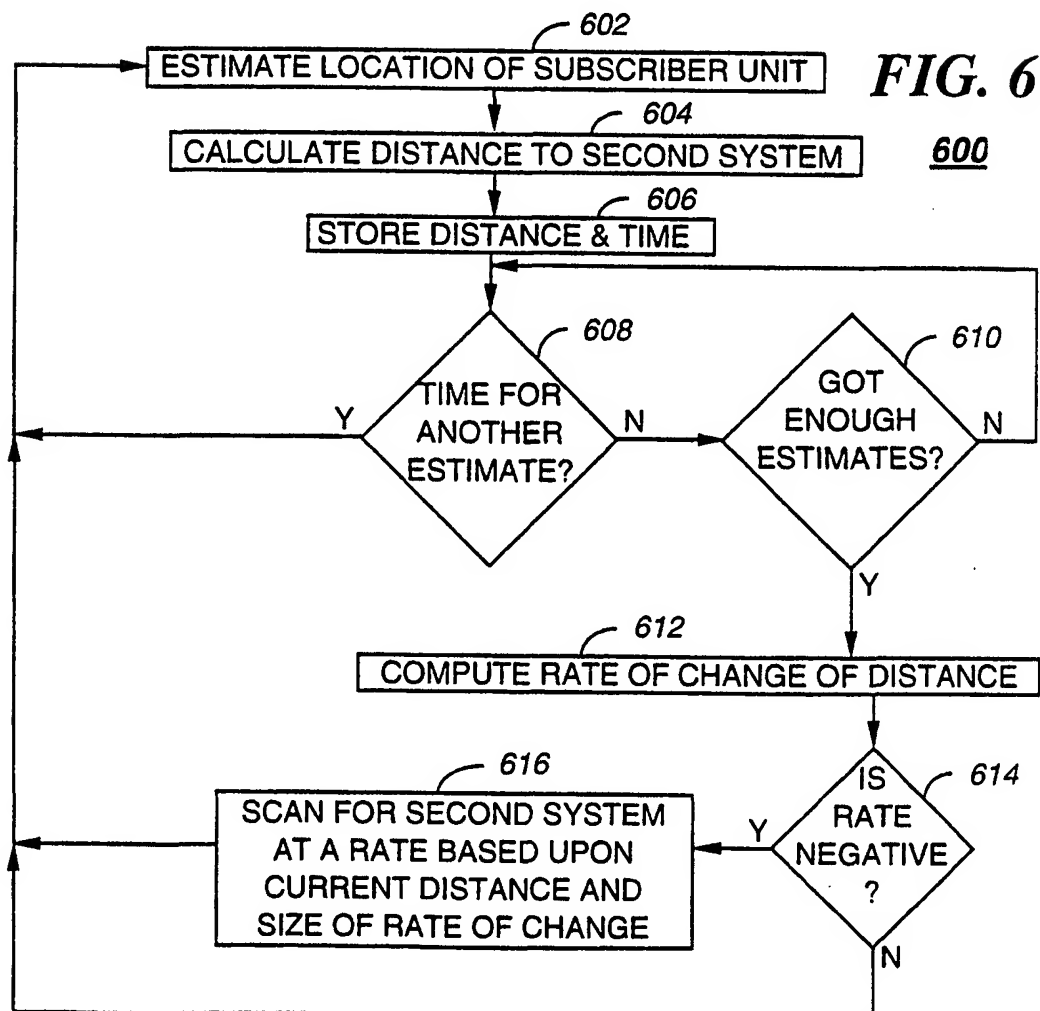 602
FIG. 6
ESTIMATE LOCATION OF SUBSCRIBER UNIT
604
600
CALCULATE DISTANCE TO SECOND SYSTEM
606
STORE DISTANCE & TIME
608
610
TIME FOR
ANOTHER
ESTIMATE?
Y
N
GOT
ENOUGH
ESTIMATES?
N
Y
612
COMPUTE RATE OF CHANGE OF DISTANCE
614
IS
RATE
NEGATIVE
?
Y
N
616
SCAN FOR SECOND SYSTEM
AT A RATE BASED UPON
CURRENT DISTANCE AND
SIZE OF RATE OF CHANGE